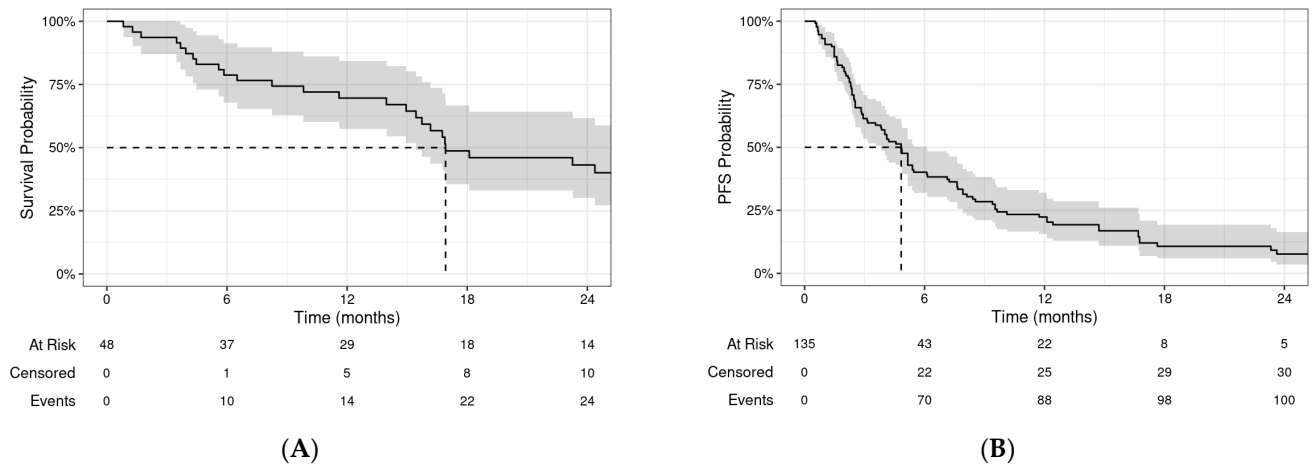 100%
75%
50%
25%
0%
Survival Probability
0 6 12 18 24
Time (months)
At Risk 48 37 29 18 14
Censored 0 1 5 8 10
Events 0 10 14 22 24
(A)
100%
75%
50%
25%
0%
PFS Probability
0 6 12 18 24
Time (months)
At Risk 135 43 22 8 5
Censored 0 22 25 29 30
Events 0 70 88 98 100
(B)